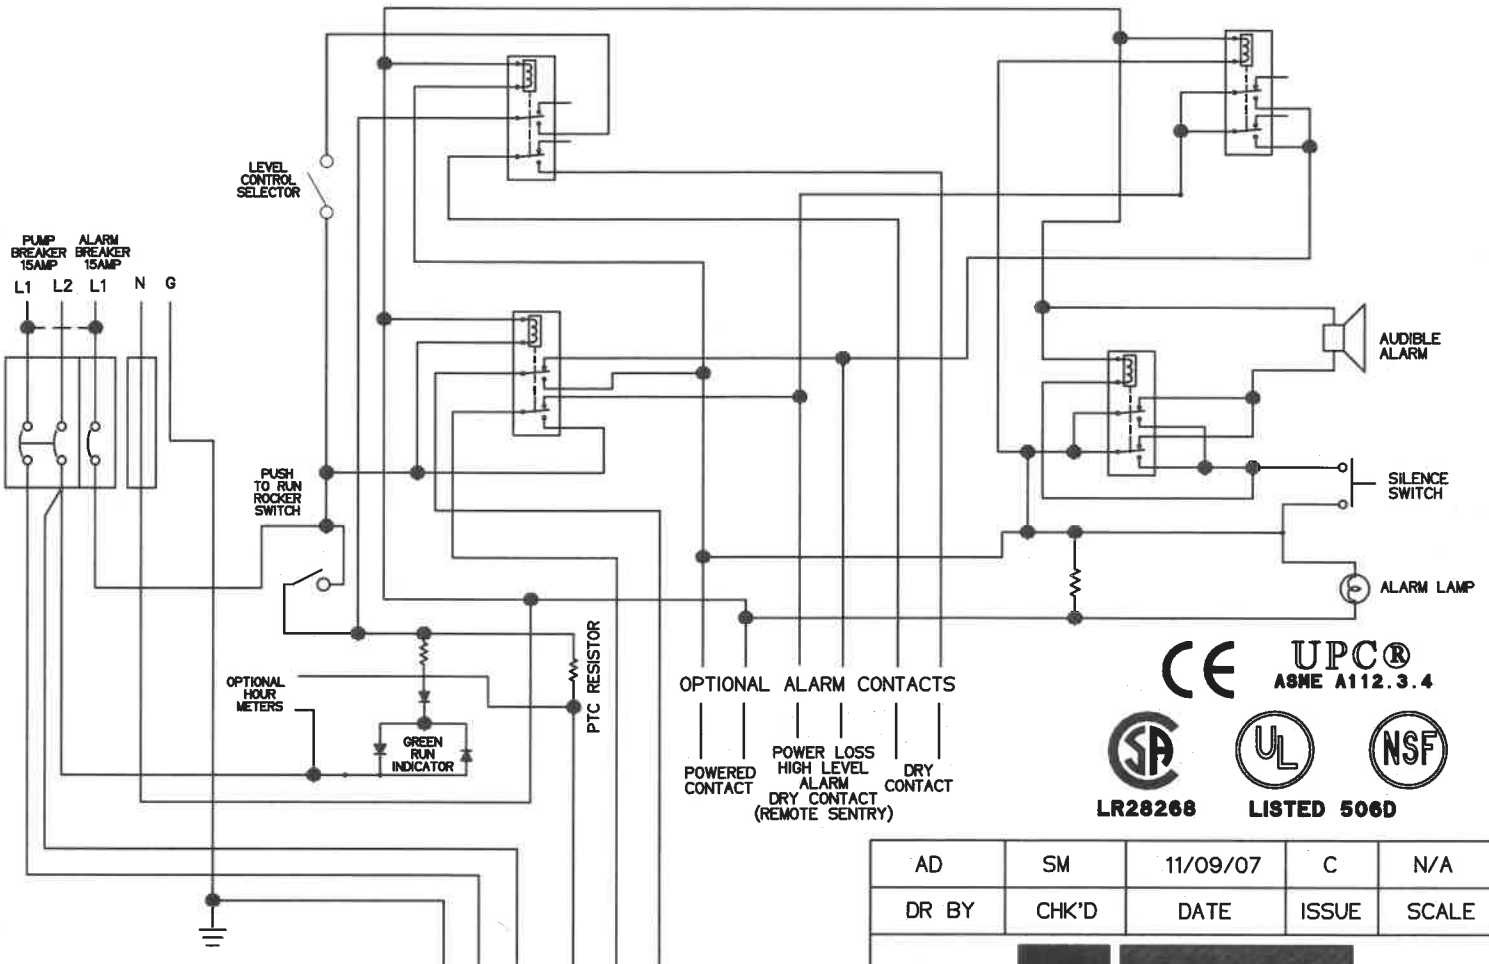 LEVEL
CONTROL
SELECTOR
PUMP
BREAKER
15AMP
ALARM
BREAKER
15AMP
L1
L2
L1
N
G
AUDIBLE
ALARM
PUSH
TO RUN
ROCKER
SWITCH
SILENCE
SWITCH
ALARM LAMP
PTC RESISTOR
OPTIONAL
HOUR
METERS
GREEN
RUN
INDICATOR
OPTIONAL ALARM CONTACTS
POWERED
CONTACT
POWER LOSS
HIGH LEVEL
ALARM
DRY CONTACT
(REMOTE SENTRY)
DRY
CONTACT
CE
UPC®
ASME A112.3.4
SA
UL
NSF
LR28268
LISTED 506D
AD
SM
11/09/07
C
N/A
DR BY
CHK'D
DATE
ISSUE
SCALE